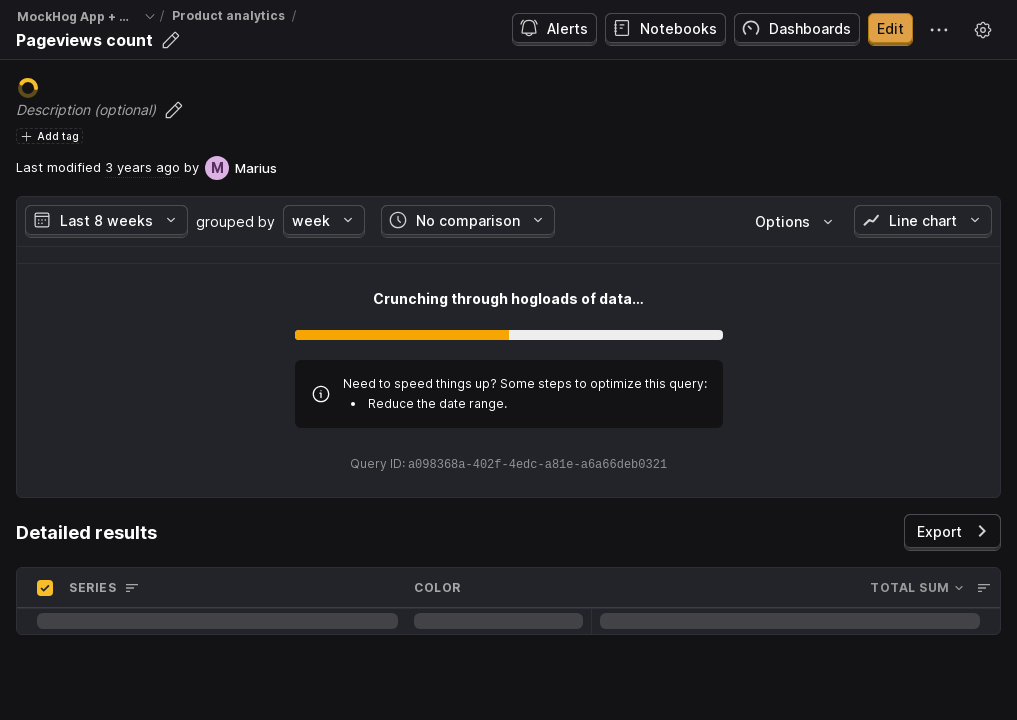 MockHog App + ...
/
Product analytics
/
Pageviews count
Alerts
Notebooks
Dashboards
Edit
Description (optional)
Add tag
Last modified 3 years ago by M Marius
Last 8 weeks
grouped by
week
No comparison
Options
Line chart
Crunching through hogloads of data...
Need to speed things up? Some steps to optimize this query:
• Reduce the date range.
Query ID: a098368a-402f-4edc-a81e-a6a66deb0321
Detailed results
Export
SERIES
COLOR
TOTAL SUM